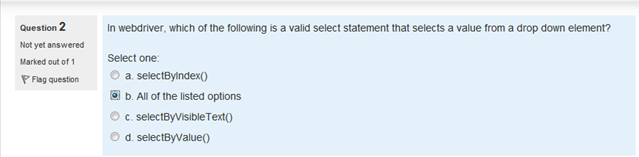 Question 2
Not yet answered
Marked out of 1
Flag question
In webdriver, which of the following is a valid select statement that selects a value from a drop down element?
Select one:
a. selectByIndex()
b. All of the listed options
c. selectByVisibleText()
d. selectByValue()